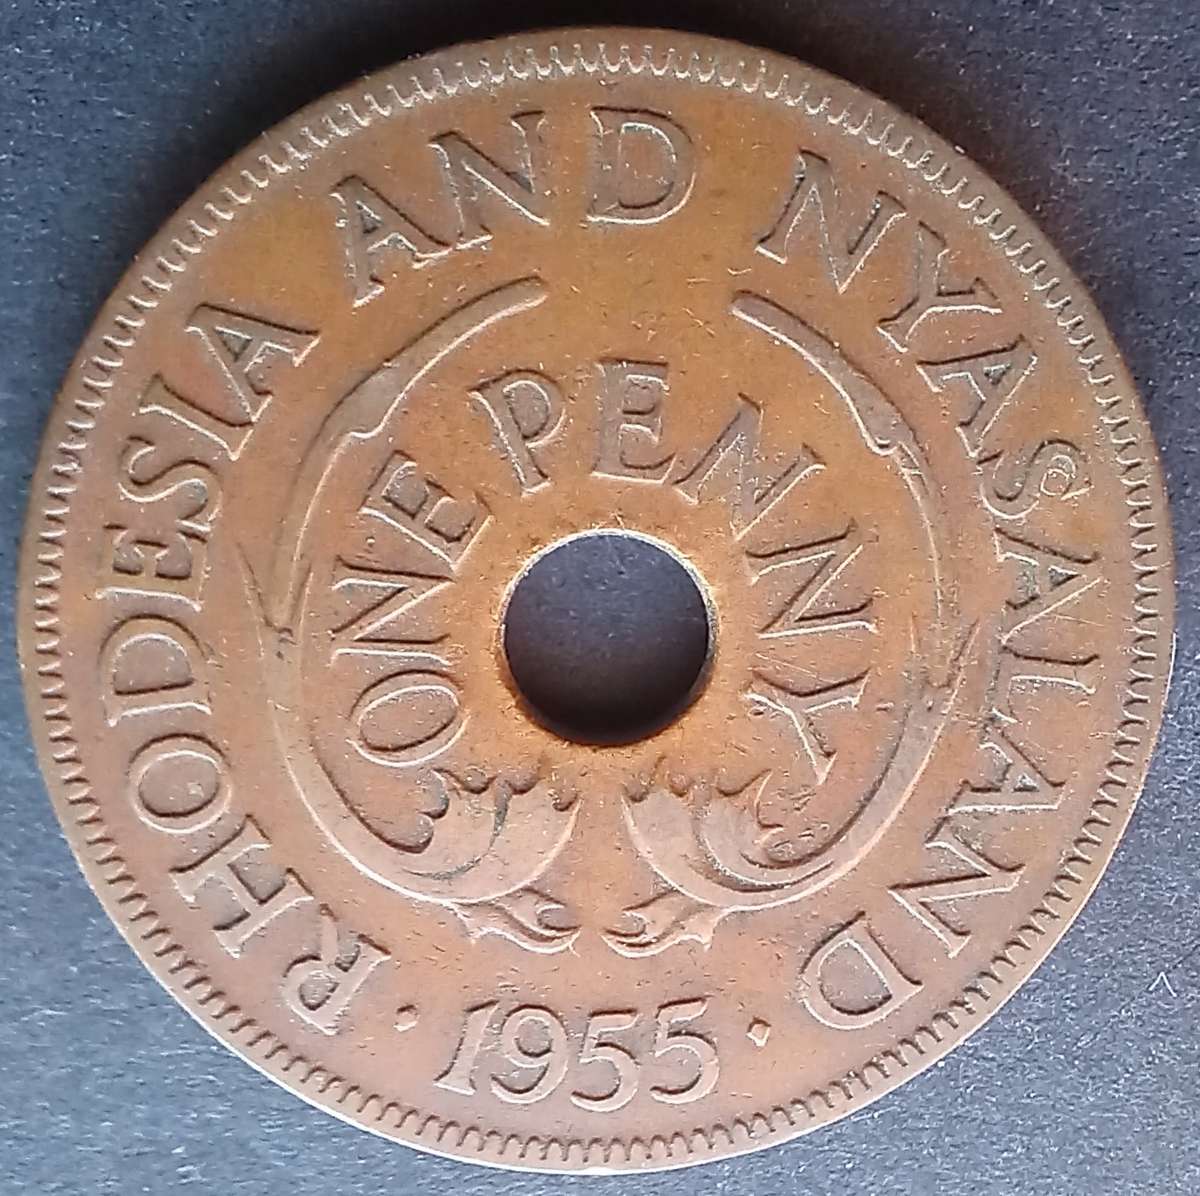 RHODESIA AND NYASALAND
ONE PENNY
· 1955 ·